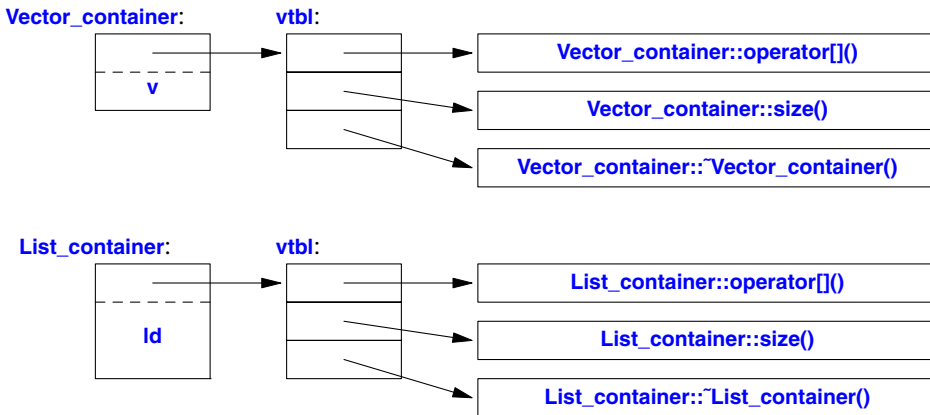 Vector_container: vtbl:
Vector_container::operator[]()
v
Vector_container::size()
Vector_container::˜Vector_container()
List_container: vtbl:
List_container::operator[]()
ld
List_container::size()
List_container::˜List_container()